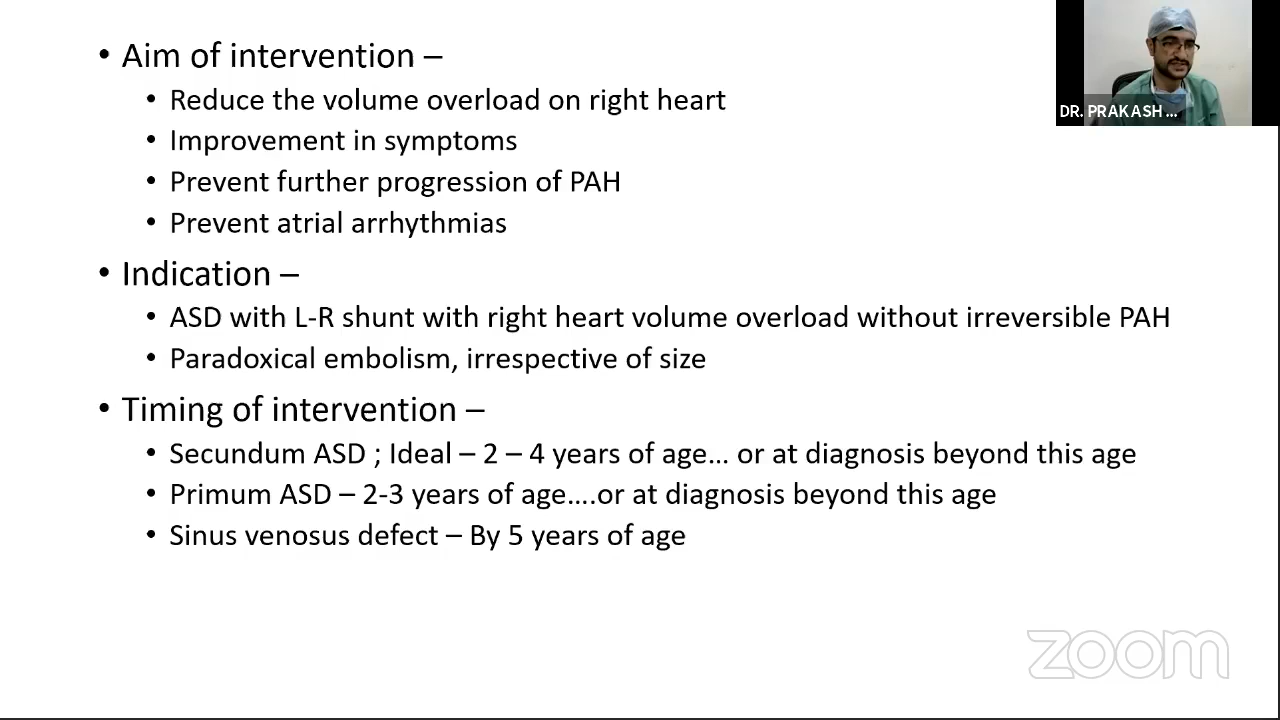 • Aim of intervention –
• Reduce the volume overload on right heart
• Improvement in symptoms
• Prevent further progression of PAH
• Prevent atrial arrhythmias
• Indication –
• ASD with L-R shunt with right heart volume overload without irreversible PAH
• Paradoxical embolism, irrespective of size
• Timing of intervention –
• Secundum ASD ; Ideal – 2 – 4 years of age... or at diagnosis beyond this age
• Primum ASD – 2-3 years of age....or at diagnosis beyond this age
• Sinus venosus defect – By 5 years of age
DR. PRAKASH ...
zoom